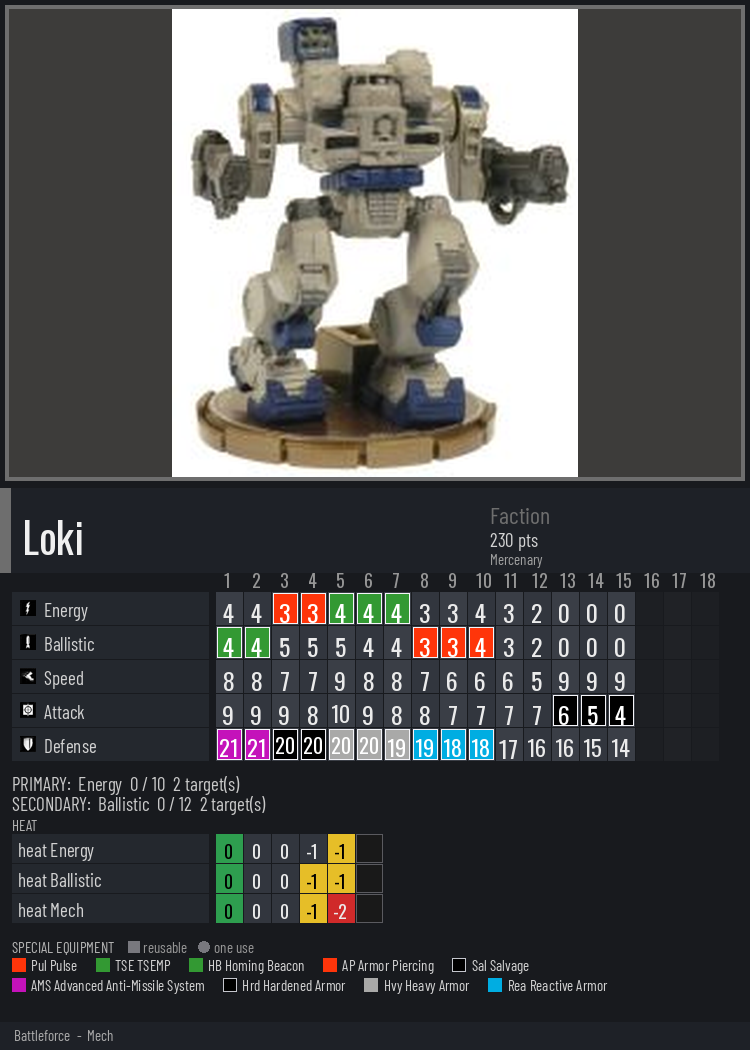 Loki
Faction
230 pts
Mercenary
1 2 3 4 5 6 7 8 9 10 11 12 13 14 15 16 17 18
Energy 4 4 3 3 4 4 4 3 3 4 3 2 0 0 0
Ballistic 4 4 5 5 5 4 4 3 3 4 3 2 0 0 0
Speed 8 8 7 7 9 8 8 7 6 6 6 5 9 9 9
Attack 9 9 9 8 10 9 8 8 7 7 7 7 6 5 4
Defense 21 21 20 20 20 20 19 19 18 18 17 16 16 15 14
PRIMARY: Energy 0 / 10 2 target(s)
SECONDARY: Ballistic 0 / 12 2 target(s)
HEAT
heat Energy 0 0 0 -1 -1
heat Ballistic 0 0 0 -1 -1
heat Mech 0 0 0 -1 -2
SPECIAL EQUIPMENT reusable one use
Pul Pulse TSE TSEMP HB Homing Beacon AP Armor Piercing Sal Salvage
AMS Advanced Anti-Missile System Hrd Hardened Armor Hvy Heavy Armor Rea Reactive Armor
Battleforce - Mech